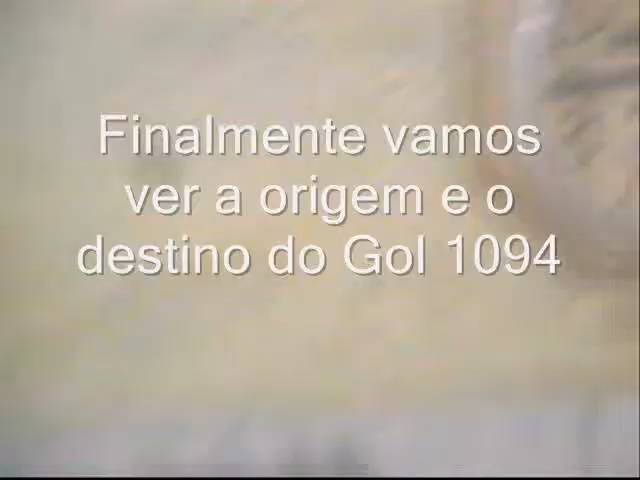 Finalmente vamos
ver a origem e o
destino do Gol 1094